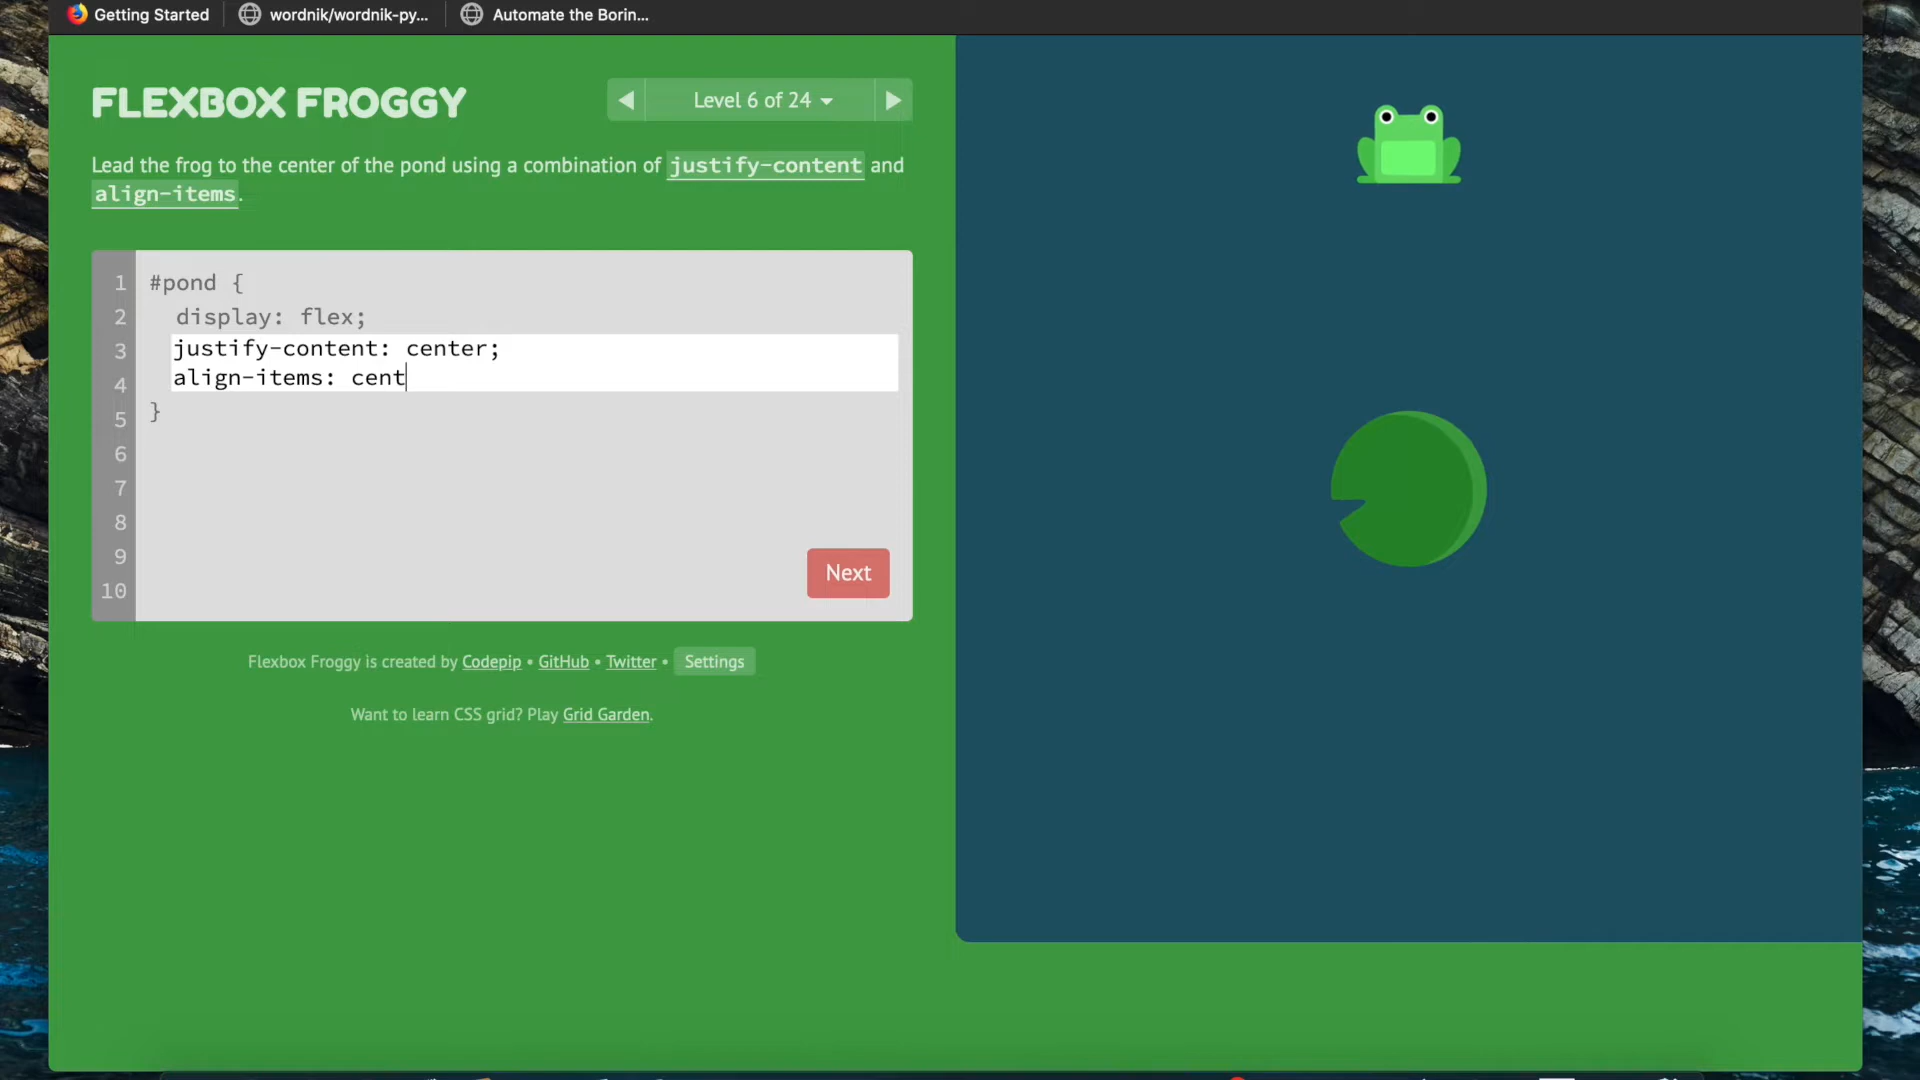 Getting Started
wordnik/wordnik-py...
Automate the Borin...
FLEXBOX FROGGY
Level 6 of 24
Lead the frog to the center of the pond using a combination of justify-content and
align-items.
1 #pond {
2 display: flex;
3 justify-content: center;
4 align-items: cent
5 }
6
7
8
9
10
Next
Flexbox Froggy is created by Codepip • GitHub • Twitter • Settings
Want to learn CSS grid? Play Grid Garden.